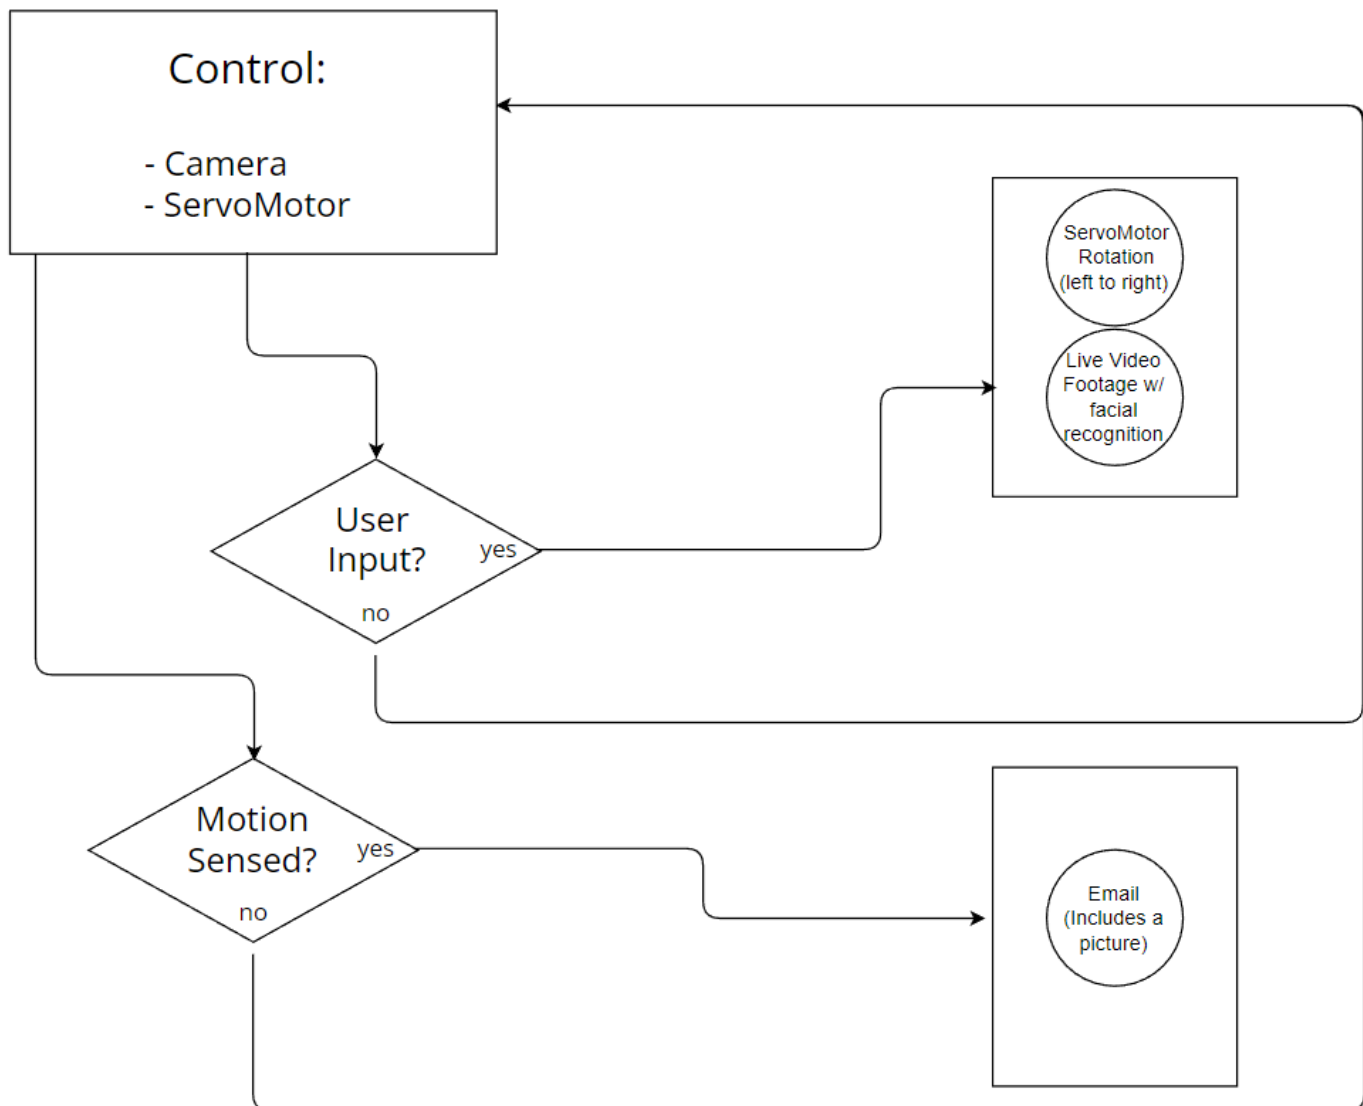 Control:
- Camera
- ServoMotor
ServoMotor
Rotation
(left to right)
Live Video
Footage w/
facial
recognition
User
Input?
yes
no
Motion
Sensed?
yes
no
Email
(Includes a
picture)